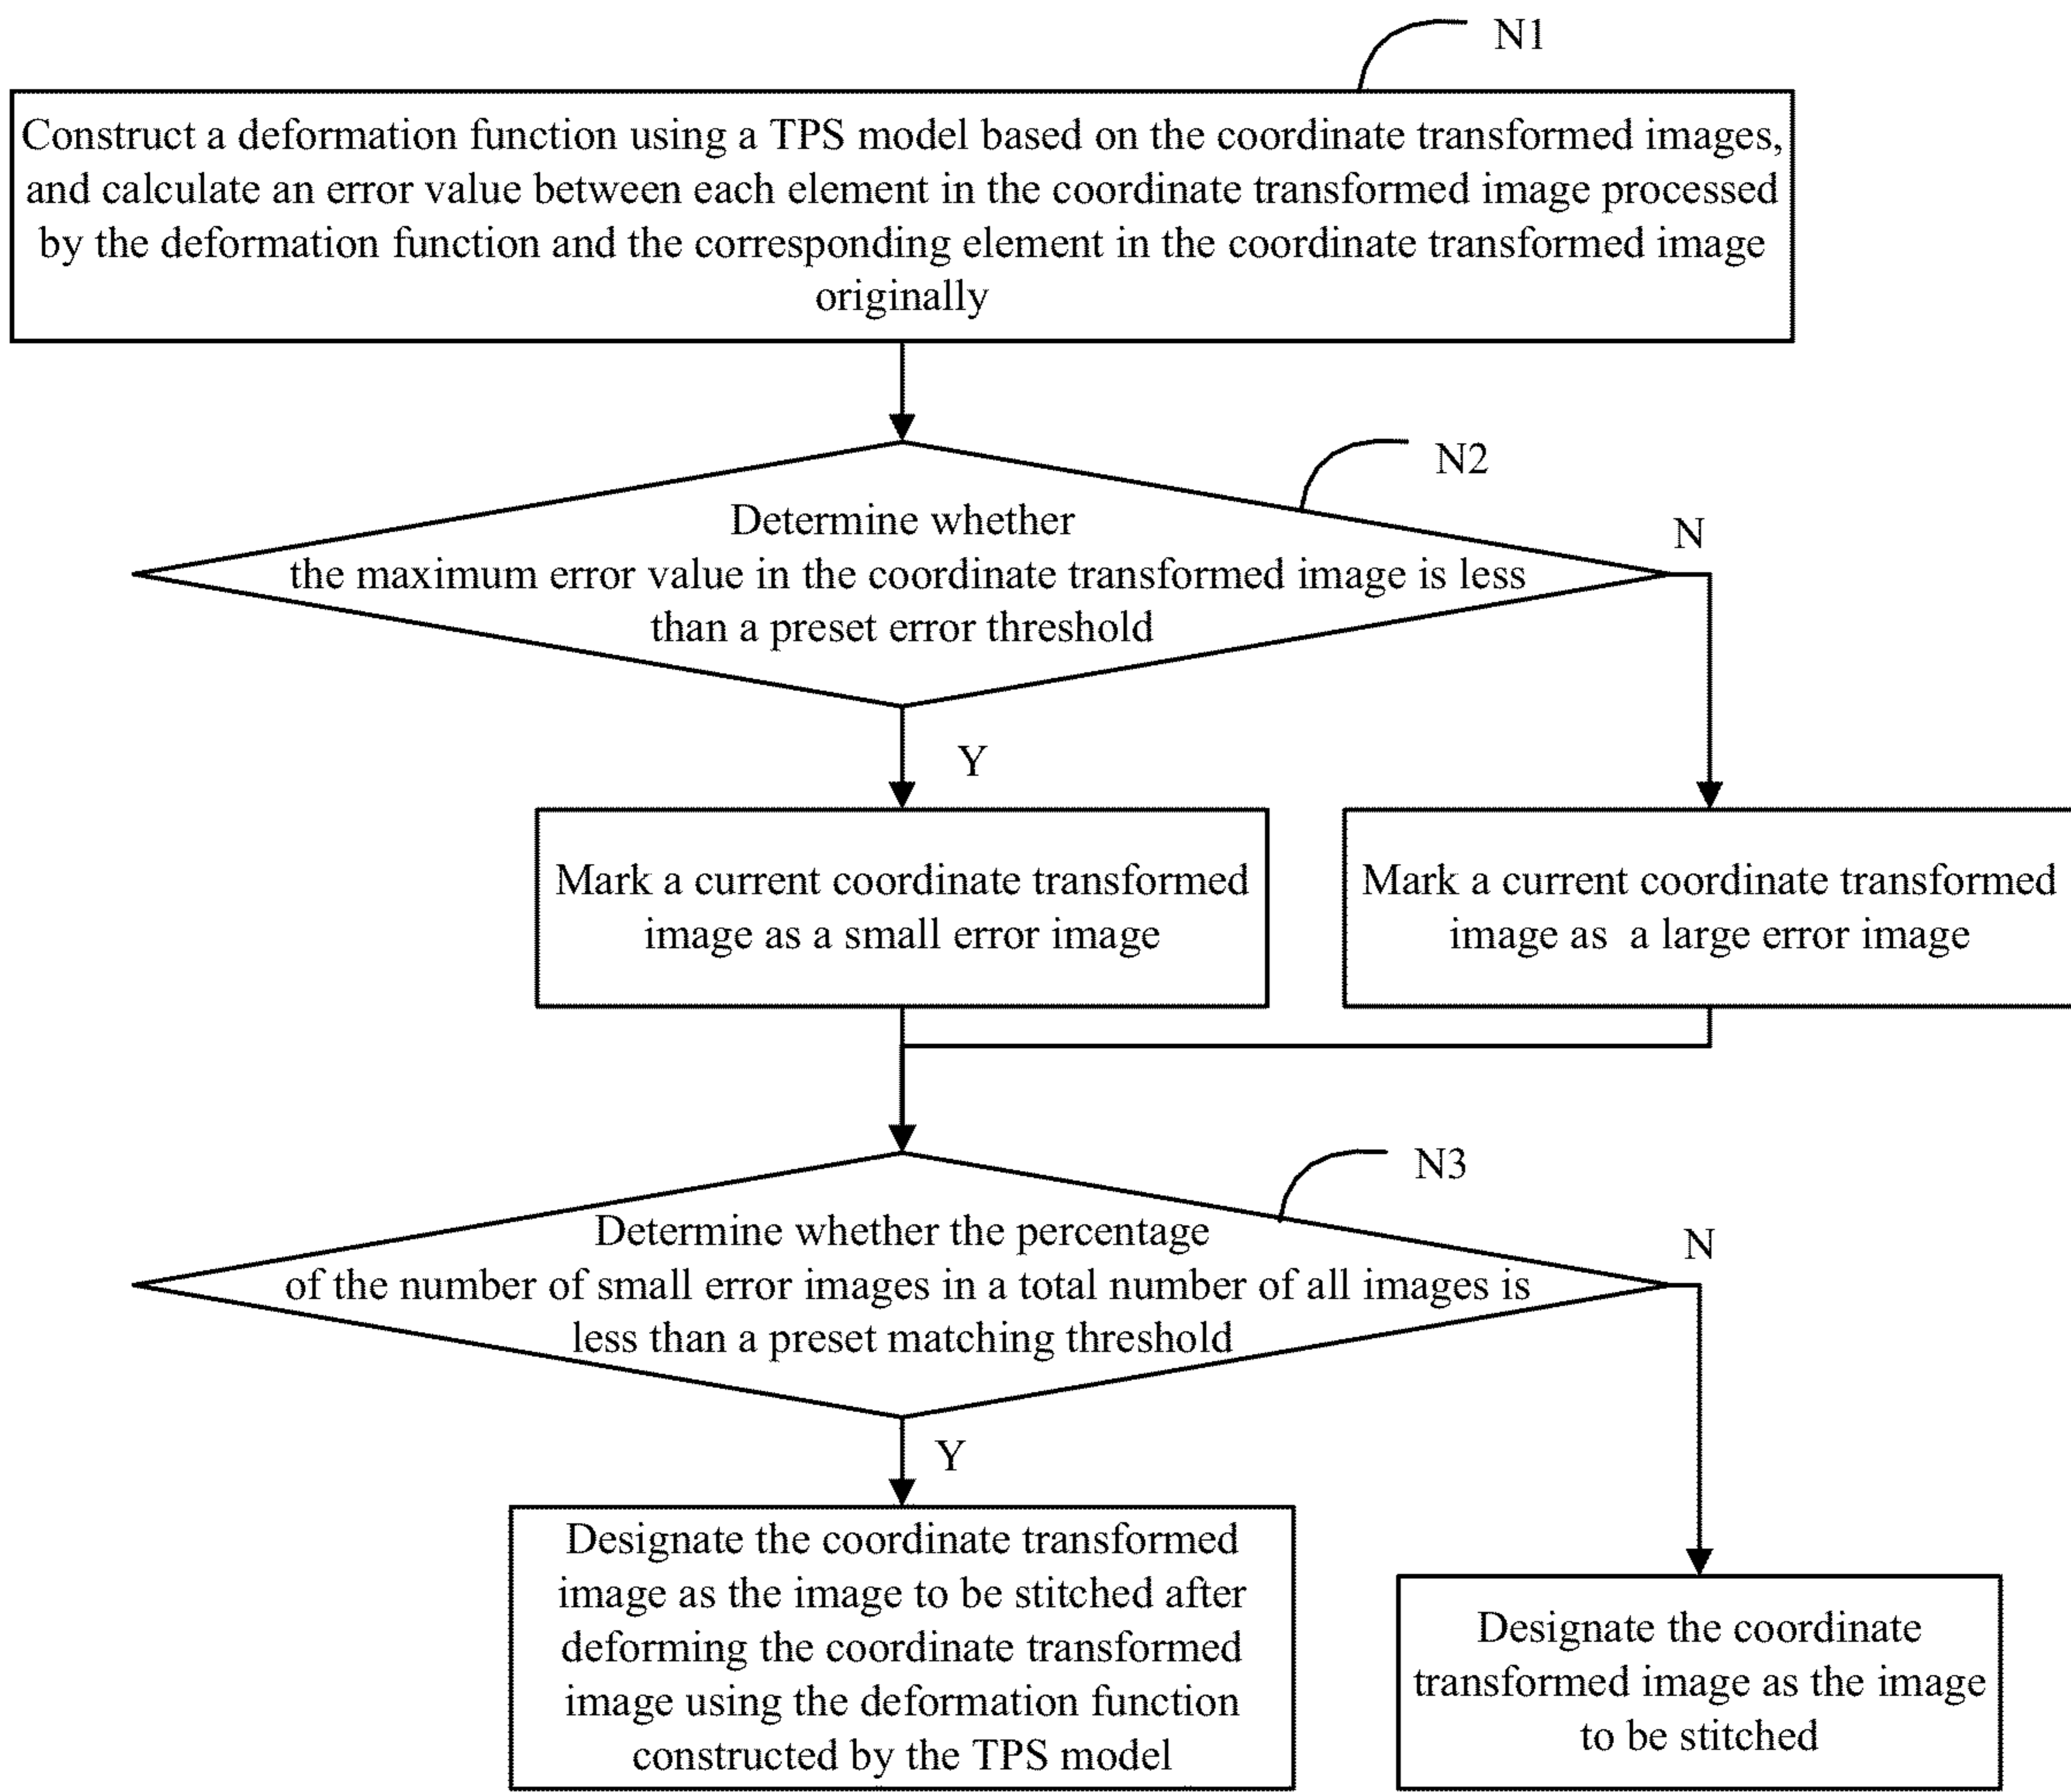 N1
Construct a deformation function using a TPS model based on the coordinate transformed images,
and calculate an error value between each element in the coordinate transformed image processed
by the deformation function and the corresponding element in the coordinate transformed image
originally
N2
Determine whether
the maximum error value in the coordinate transformed image is less
than a preset error threshold
N
Y
Mark a current coordinate transformed
image as a small error image
Mark a current coordinate transformed
image as a large error image
N3
Determine whether the percentage
of the number of small error images in a total number of all images is
less than a preset matching threshold
N
Y
Designate the coordinate transformed
image as the image to be stitched after
deforming the coordinate transformed
image using the deformation function
constructed by the TPS model
Designate the coordinate
transformed image as the image
to be stitched